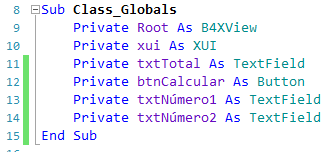 8 Sub Class_Globals
9 Private Root As B4XView
10 Private xui As XUI
11 Private txtTotal As TextField
12 Private btnCalcular As Button
13 Private txtNúmero1 As TextField
14 Private txtNúmero2 As TextField
15 End Sub
16